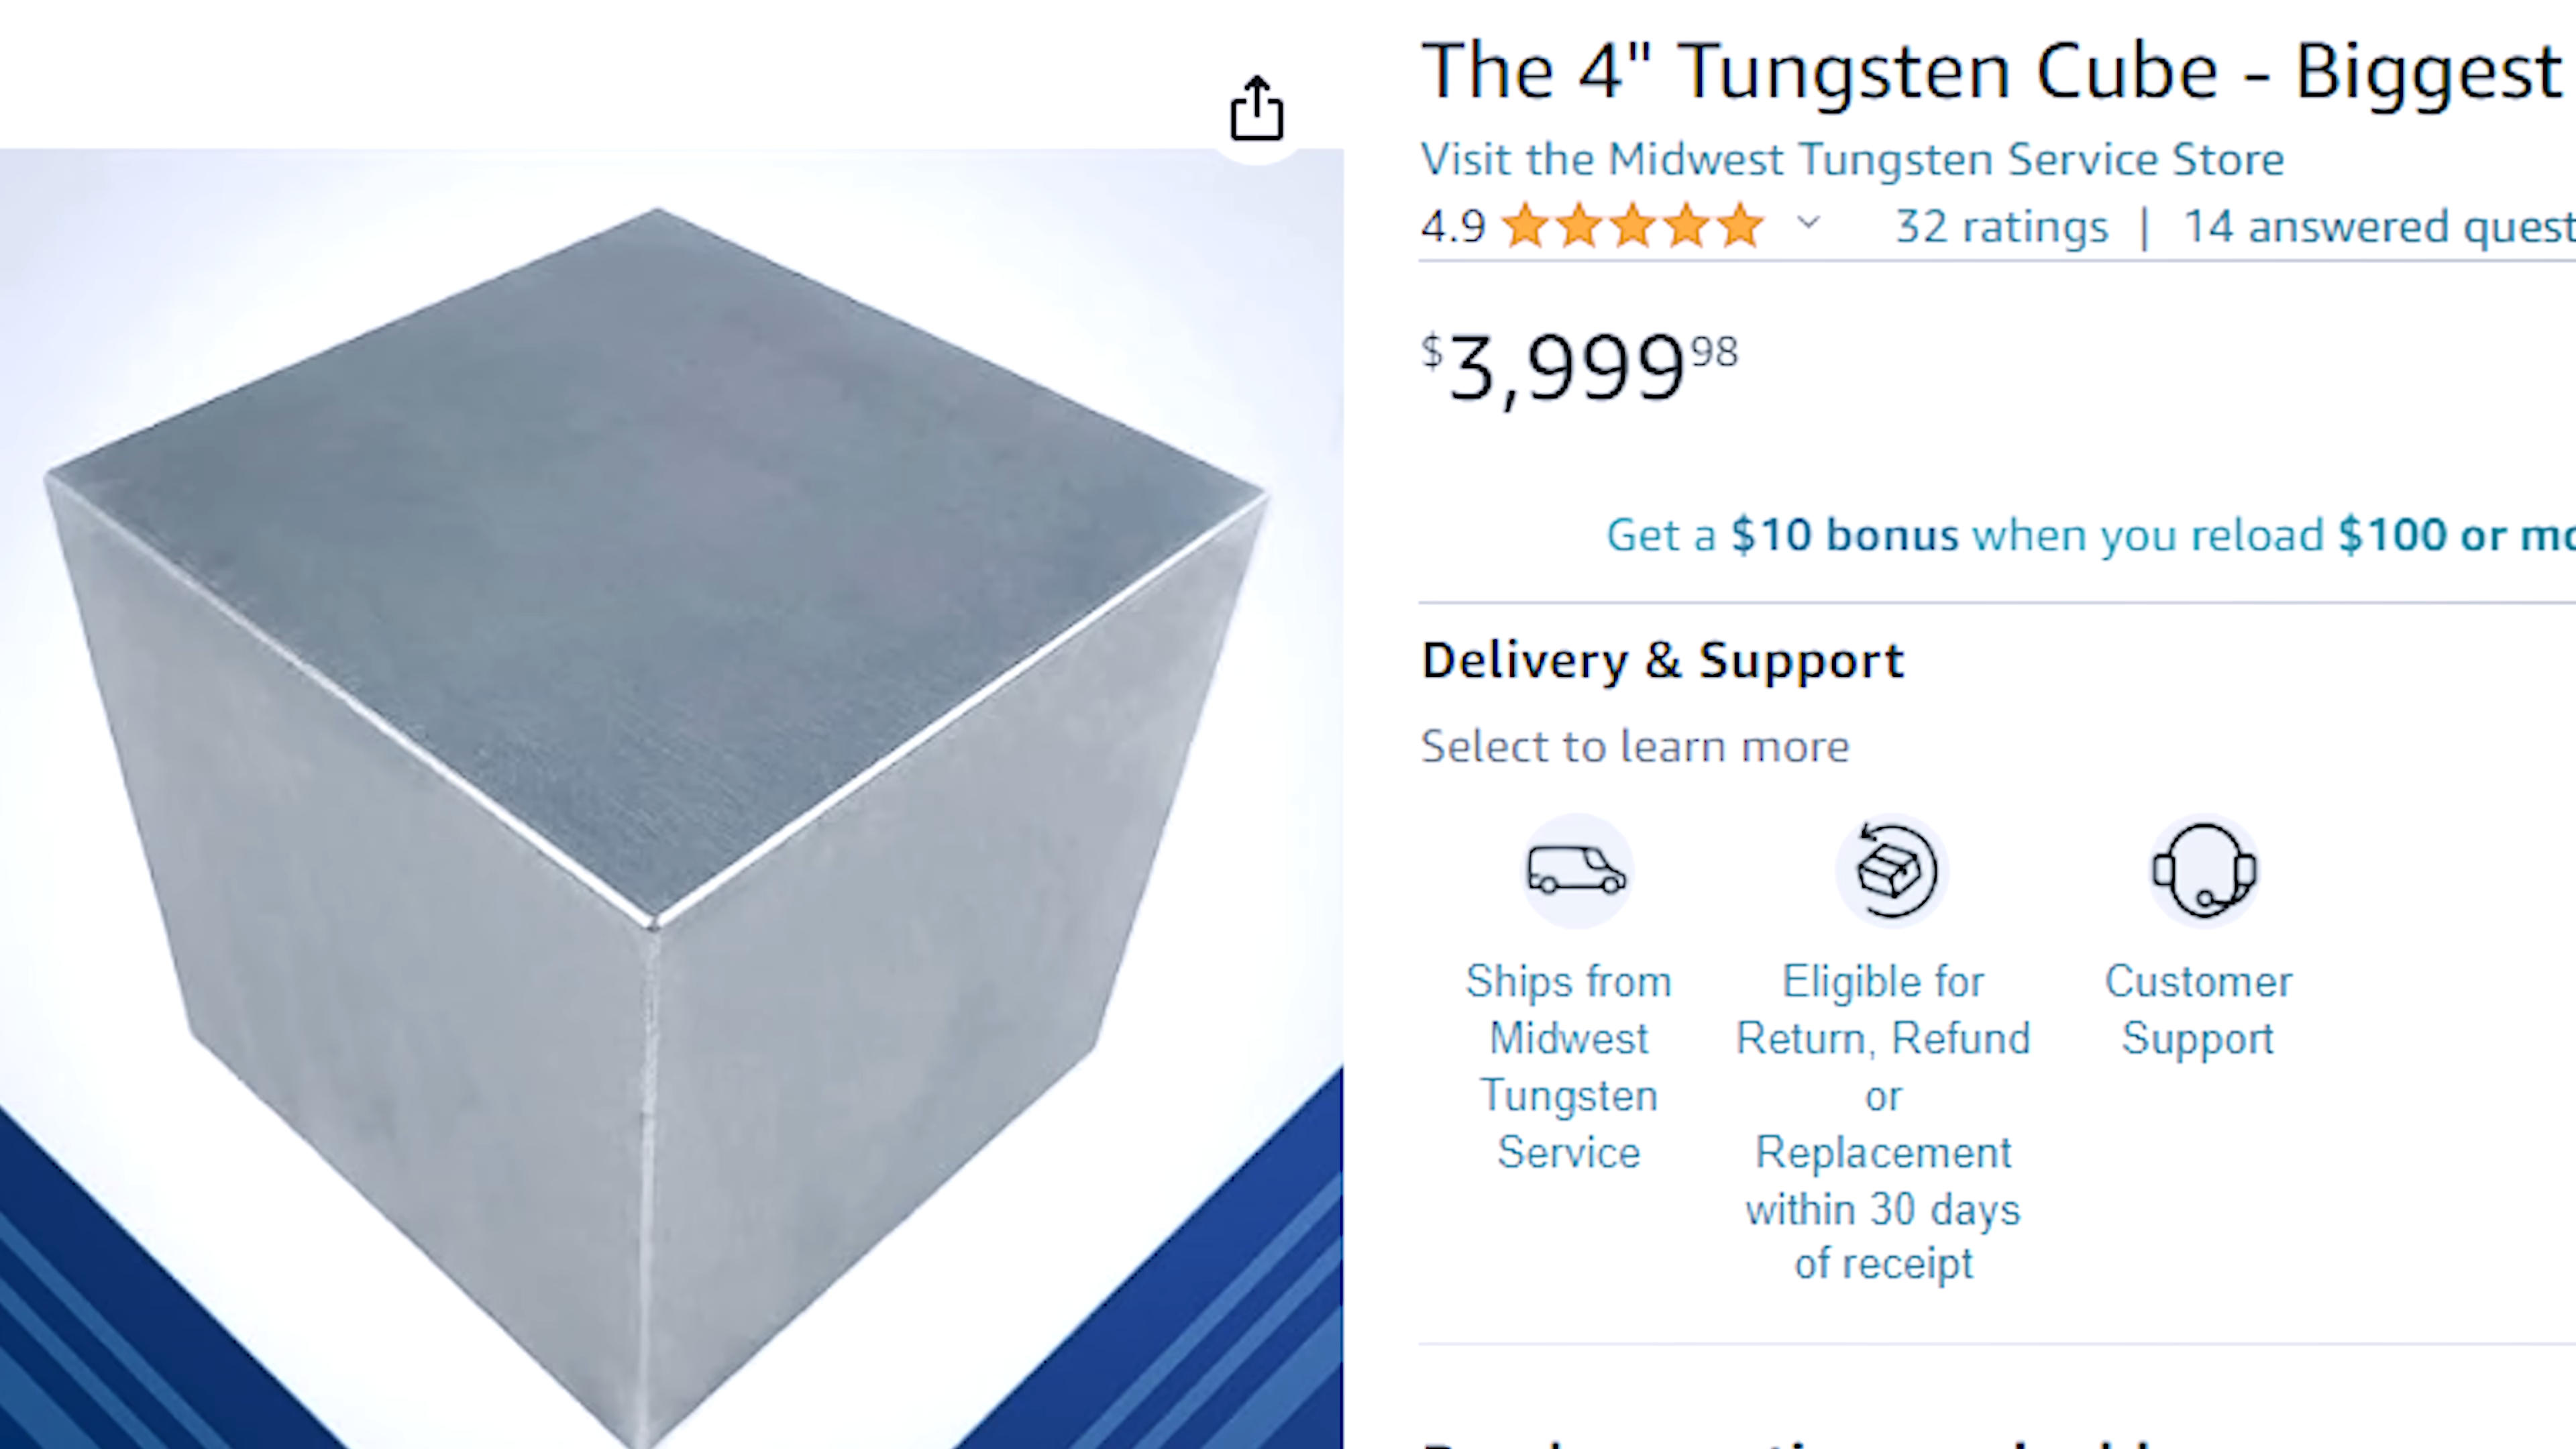 The 4" Tungsten Cube - Biggest
Visit the Midwest Tungsten Service Store
4.9 32 ratings | 14 answered quest
$3,999 98
Get a $10 bonus when you reload $100 or mo
Delivery & Support
Select to learn more
Ships from
Midwest
Tungsten
Service
Eligible for
Return, Refund
or
Replacement
within 30 days
of receipt
Customer
Support